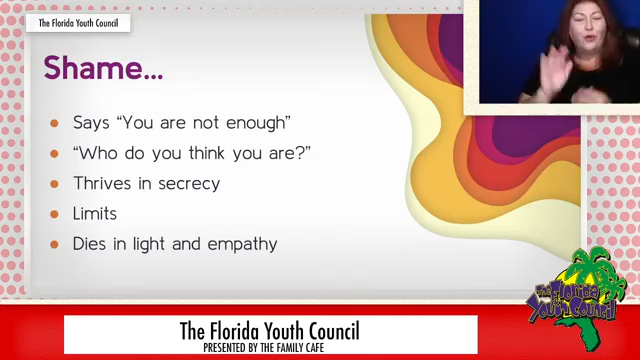 The Florida Youth Council
Shame...
Says “You are not enough”
“Who do you think you are?”
Thrives in secrecy
Limits
Dies in light and empathy
The Florida
Youth Council
The Florida Youth Council
PRESENTED BY THE FAMILY CAFE